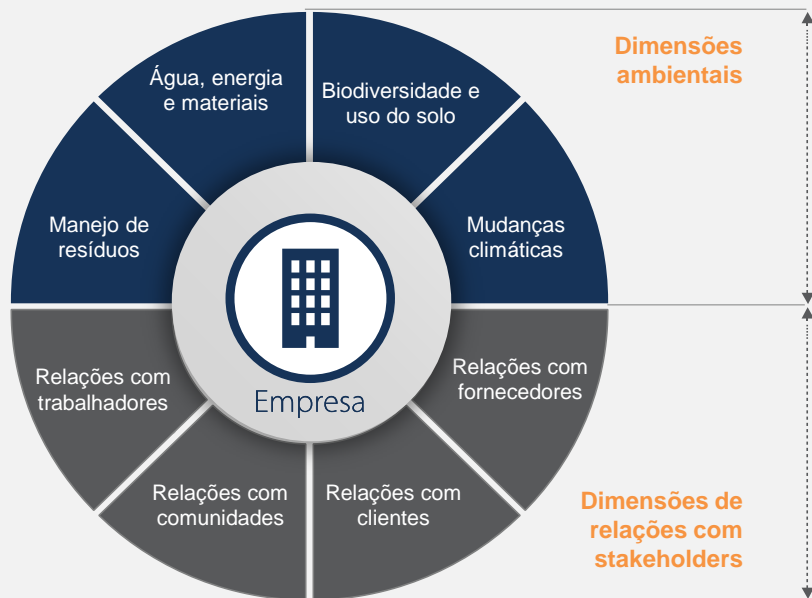 Dimensões
ambientais
Água, energia
e materiais
Biodiversidade e
uso do solo
Manejo de
resíduos
Mudanças
climáticas
Empresa
Relações com
trabalhadores
Relações com
fornecedores
Relações com
comunidades
Relações com
clientes
Dimensões de
relações com
stakeholders